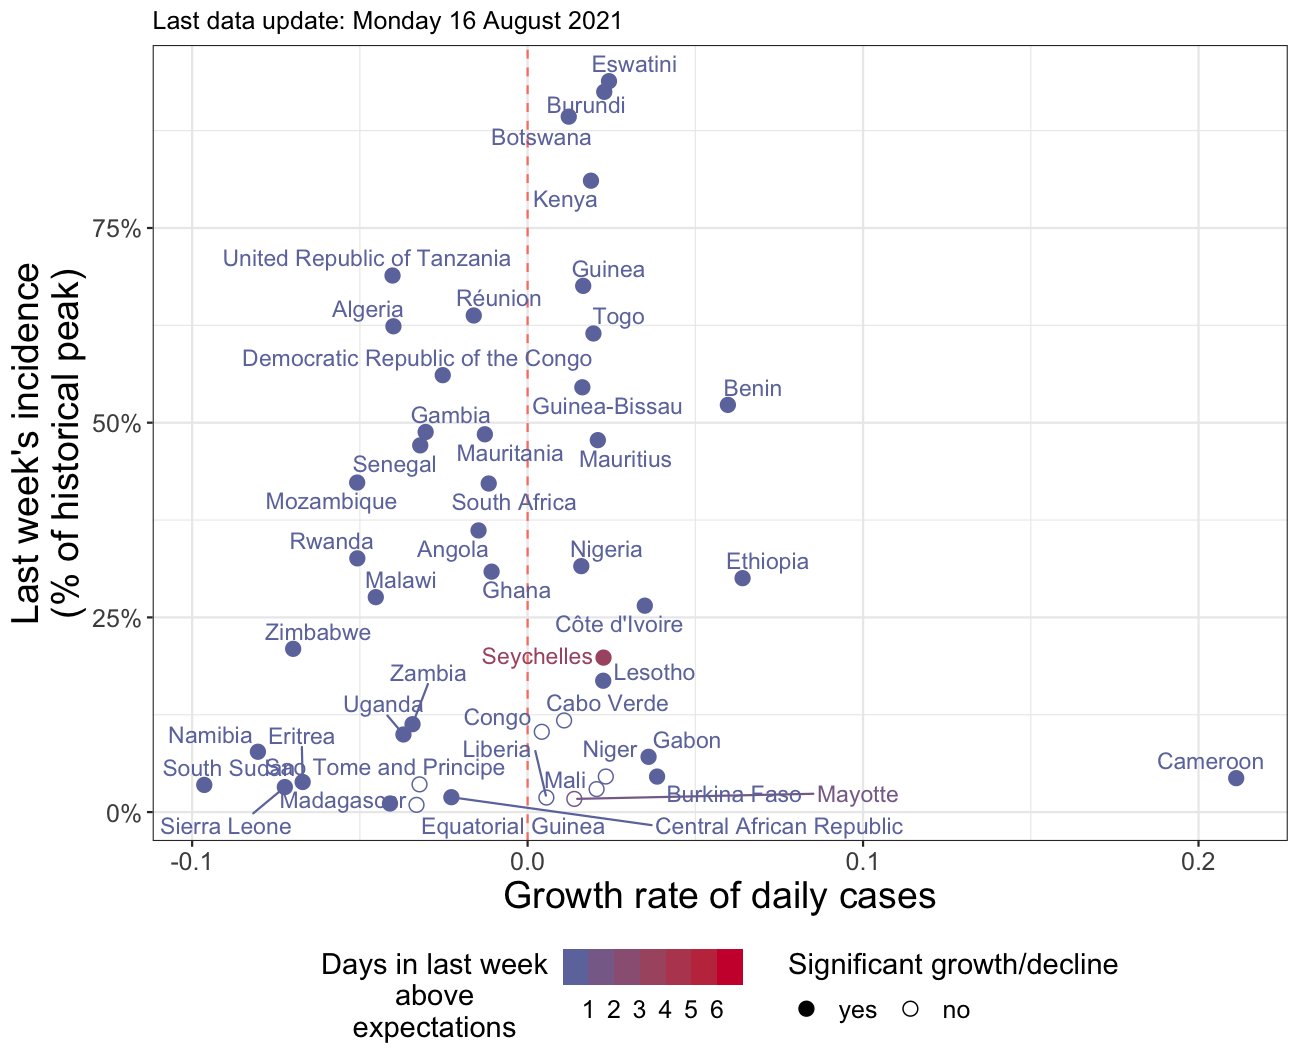 Last data update: Monday 16 August 2021
Eswatini
Burundi
Botswana
Kenya
75%
United Republic of Tanzania
Guinea
Réunion
Algeria
Togo
Democratic Republic of the Congo
Benin
Guinea-Bissau
Gambia
50%
Mauritania
Mauritius
Senegal
Mozambique
South Africa
Rwanda
Angola
Nigeria
Ethiopia
Malawi
Ghana
25%
Côte d'Ivoire
Zimbabwe
Seychelles
Lesotho
Zambia
Uganda
Cabo Verde
Congo
Namibia
Eritrea
Liberia
Niger
Gabon
South Sudan
Sao Tome and Principe
Mali
Cameroon
Madagascar
Burkina Faso
Mayotte
0%
Sierra Leone
Equatorial Guinea
Central African Republic
-0.1
0.0
0.1
0.2
Last week's incidence
(% of historical peak)
Growth rate of daily cases
Days in last week
above
expectations
1 2 3 4 5 6
Significant growth/decline
yes
no